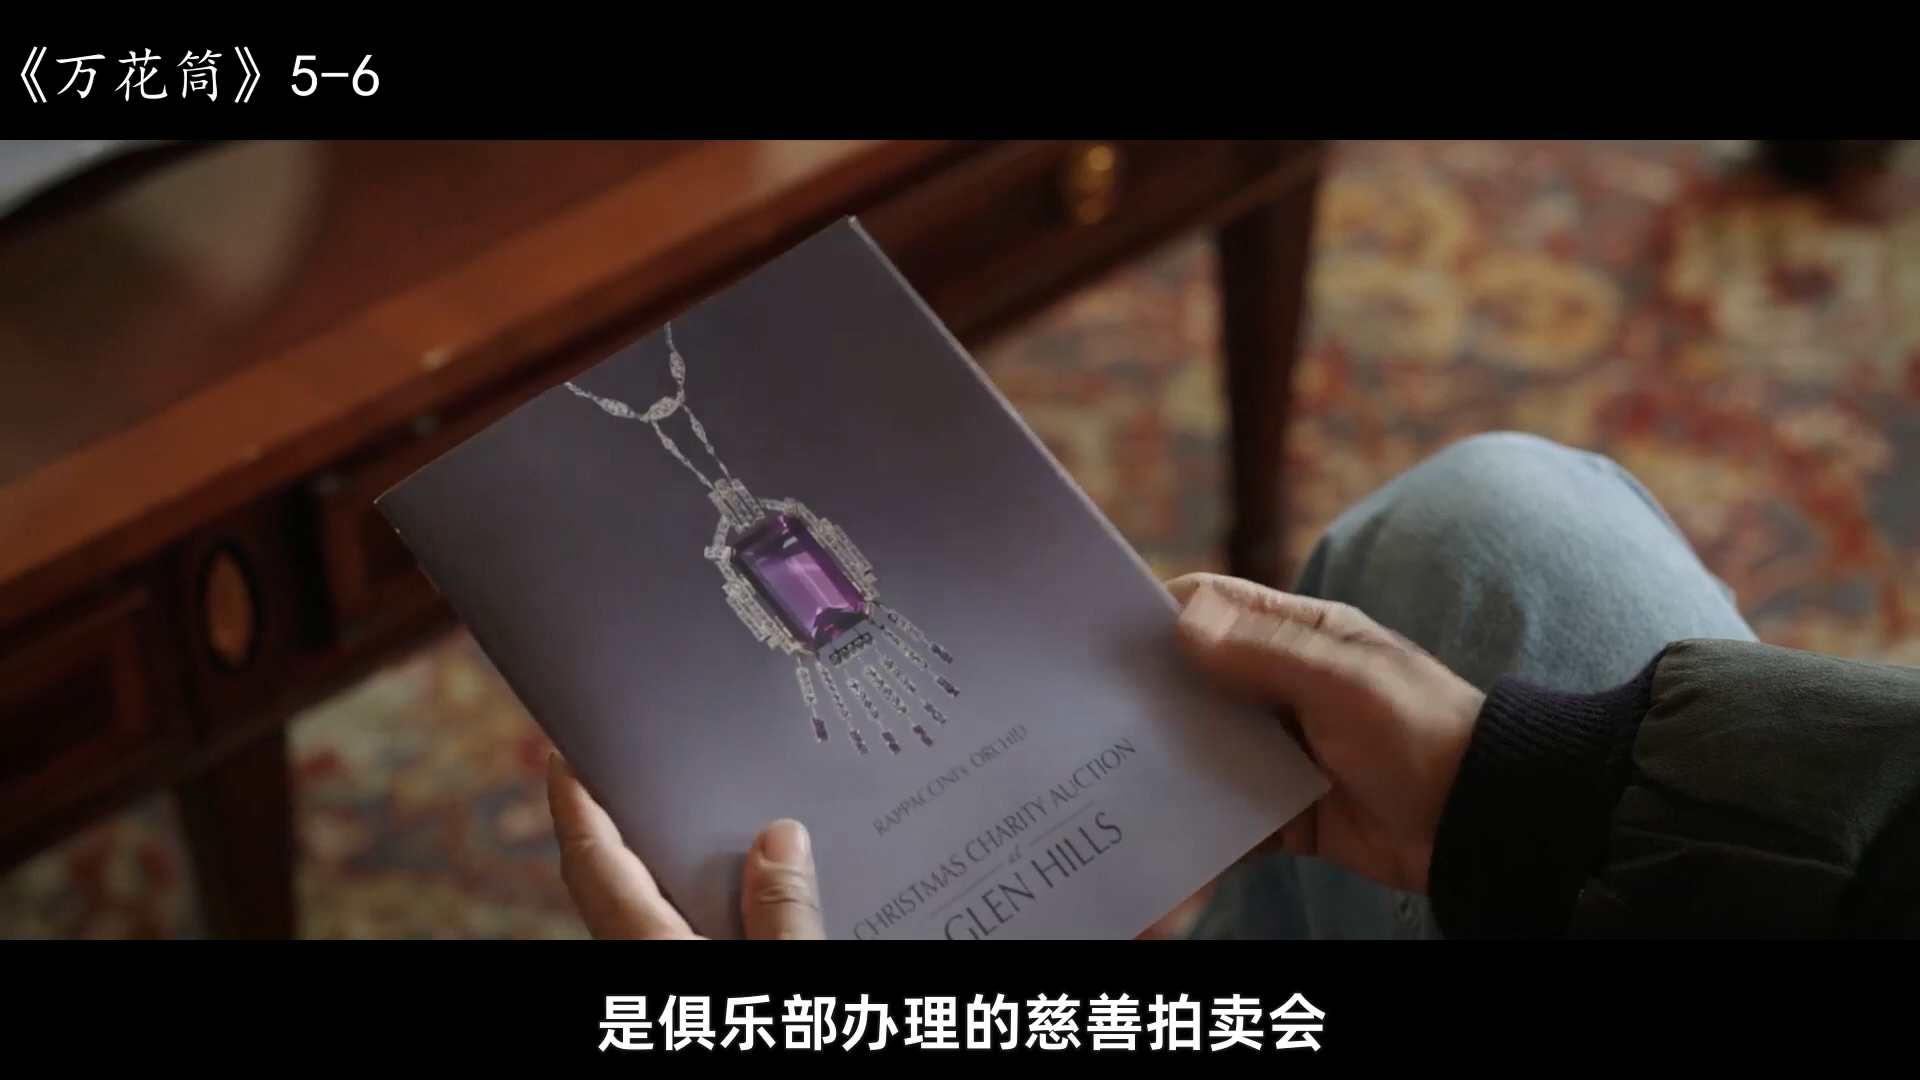 《万花筒》5-6
RAPPACCINI's ORCHID
CHRISTMAS CHARITY AUCTION
at
GLEN HILLS
是俱乐部办理的慈善拍卖会